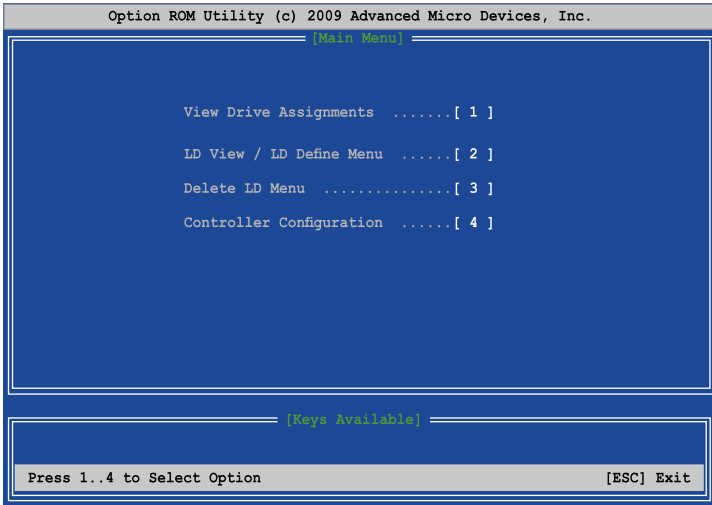 Option ROM Utility (c) 2009 Advanced Micro Devices, Inc.
[Main Menu]
View Drive Assignments .......[ 1 ]
LD View / LD Define Menu ......[ 2 ]
Delete LD Menu ...............[ 3 ]
Controller Configuration ......[ 4 ]
[Keys Available]
Press 1..4 to Select Option [ESC] Exit